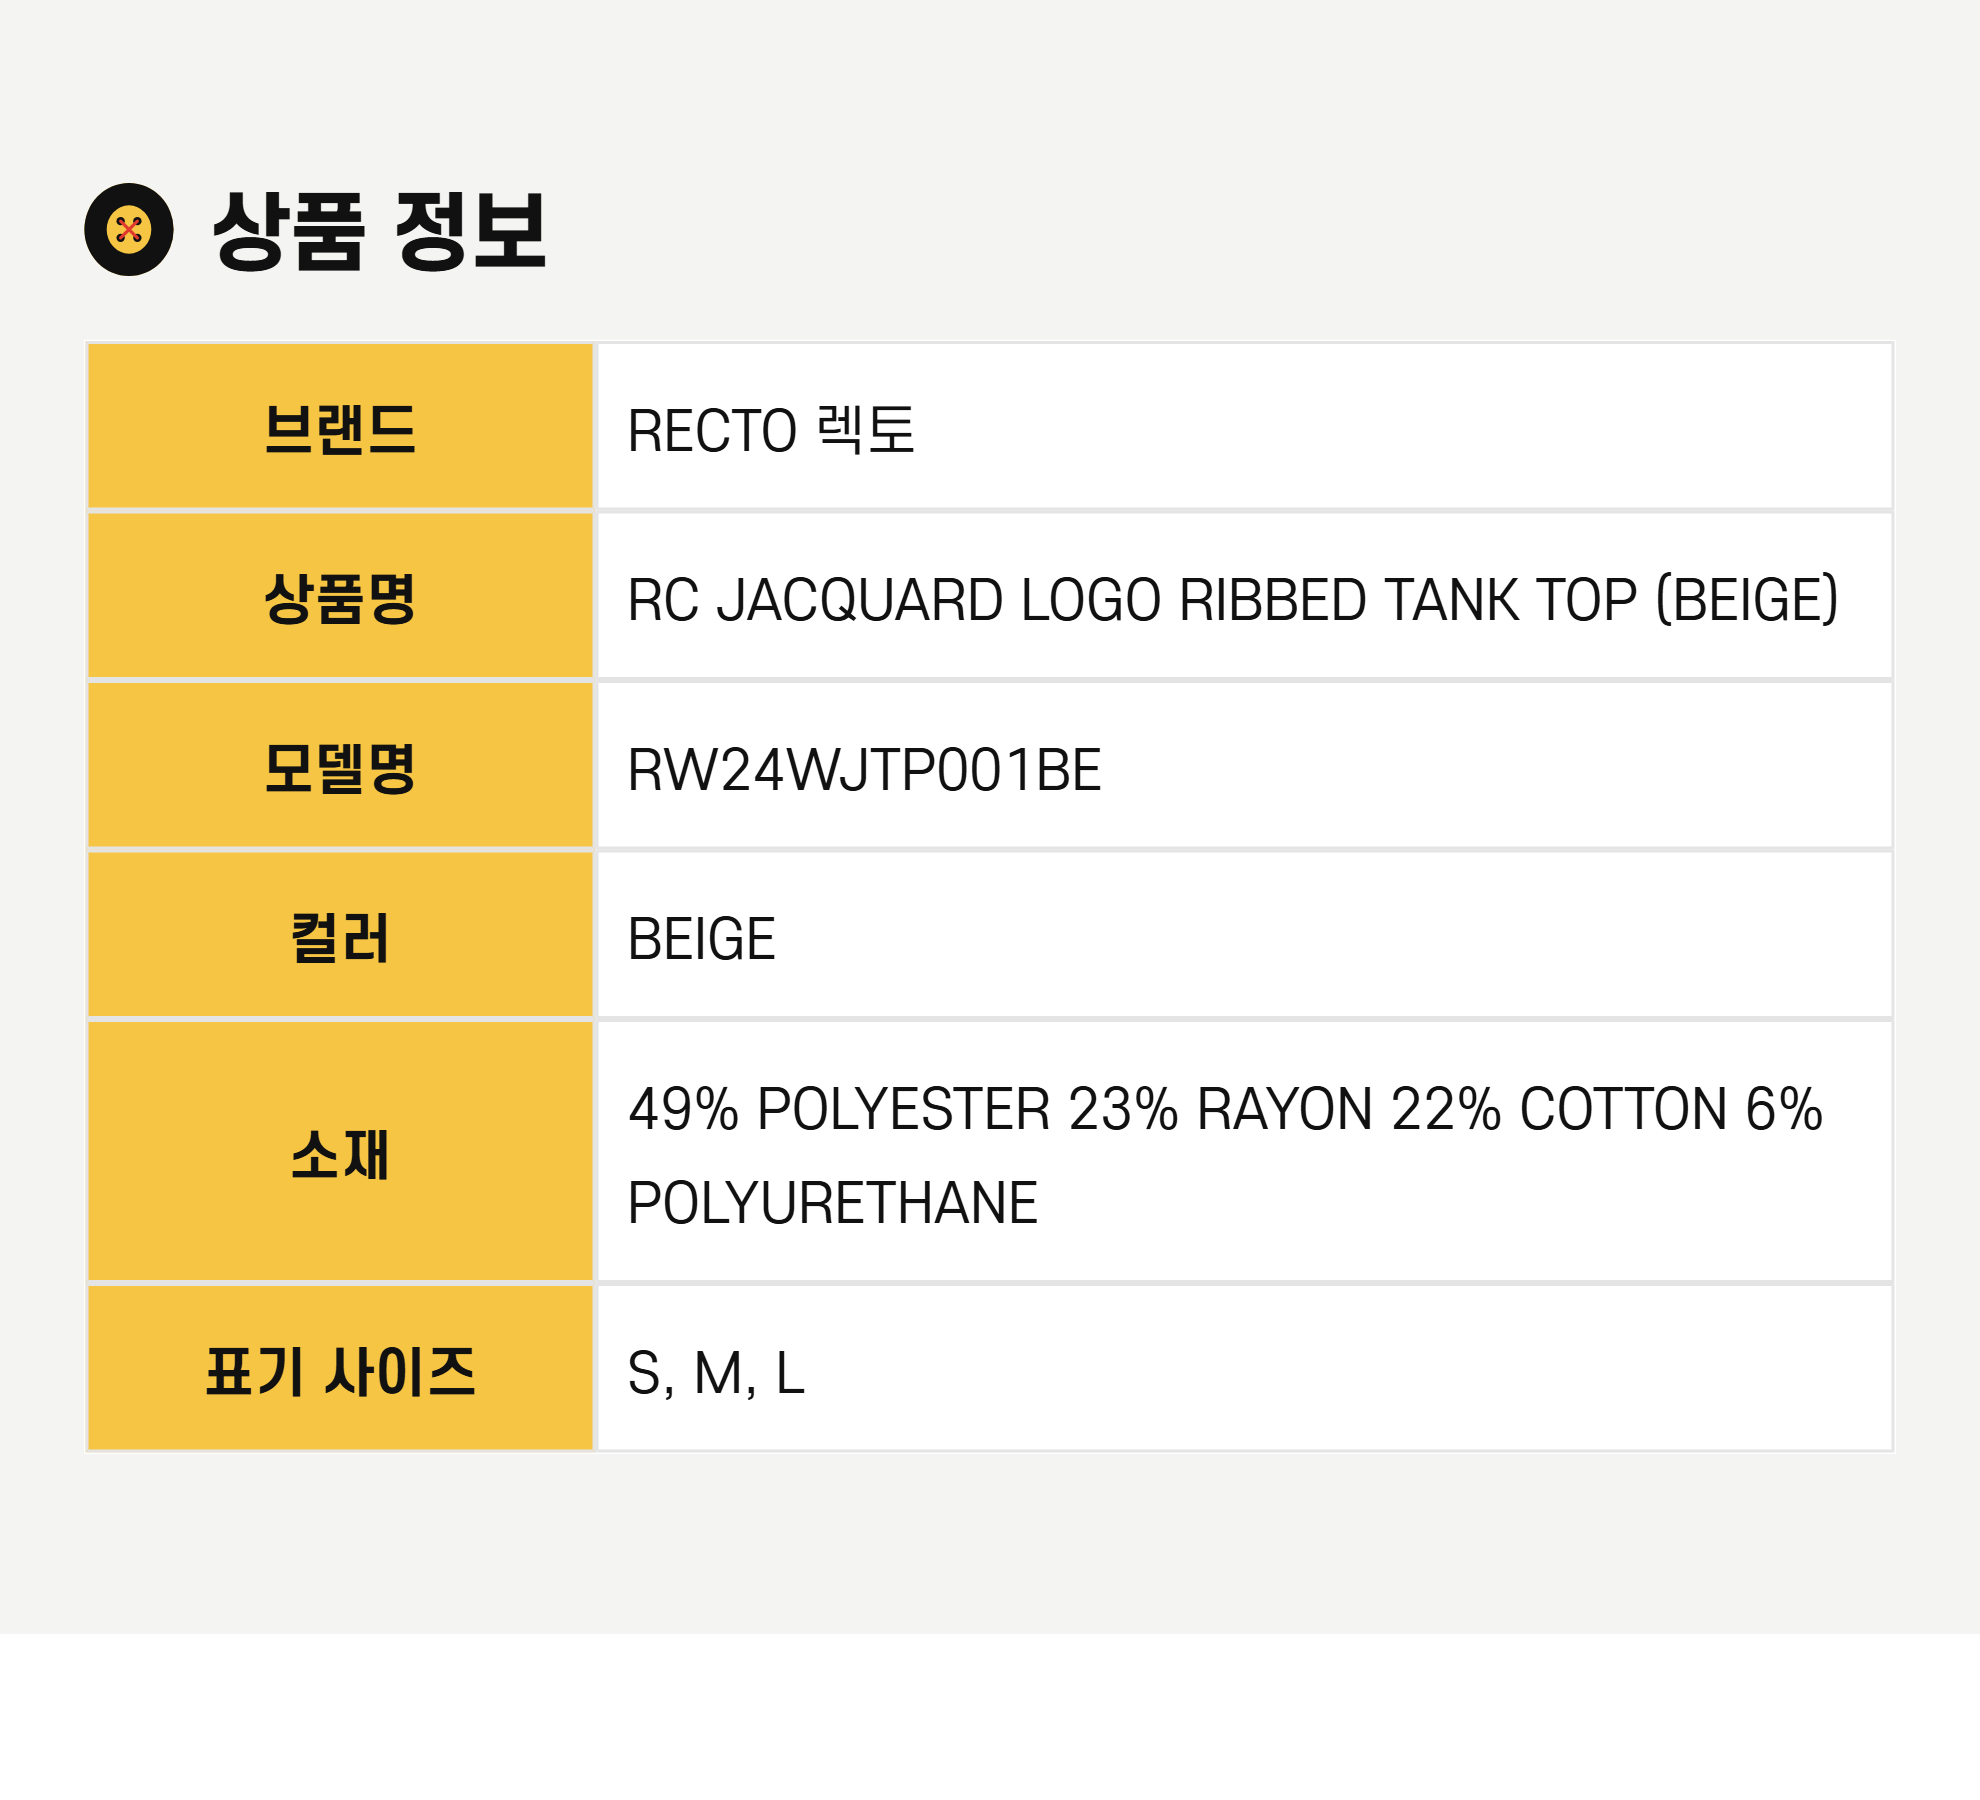 상품 정보
브랜드
RECTO 렉토
상품명
RC JACQUARD LOGO RIBBED TANK TOP (BEIGE)
모델명
RW24WJTP001BE
컬러
BEIGE
소재
49% POLYESTER 23% RAYON 22% COTTON 6%
POLYURETHANE
표기 사이즈
S, M, L